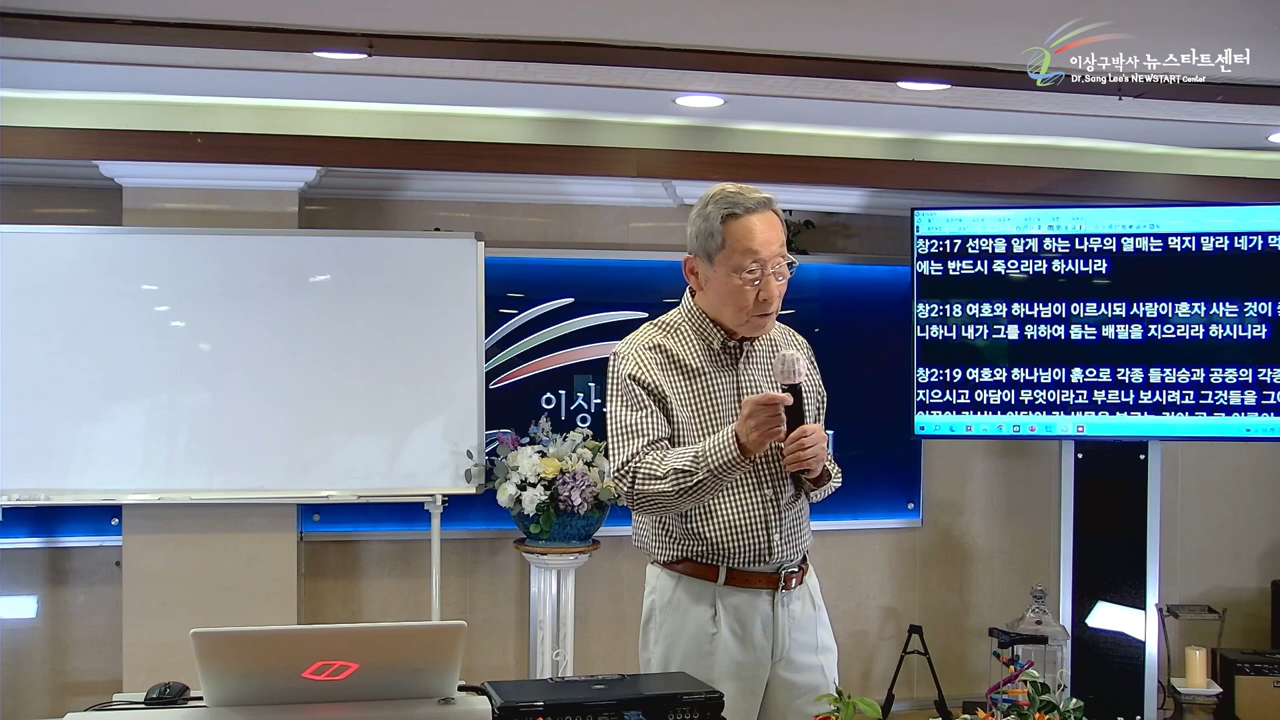 이상구박사 뉴스타트센터
Dr. Sang Lee's NEWSTART Center
창2:17 선악을 알게 하는 나무의 열매는 먹지 말라 네가
에는 반드시 죽으리라 하시니라
창2:18 여호와 하나님이 이르시되 사람이 혼자 사는 것이
니하니 내가 그를 위하여 돕는 배필을 지으리라 하시니라
창2:19 여호와 하나님이 흙으로 각종 들짐승과 공중의
지으시고 아담이 무엇이라고 부르나 보시려고 그것들을
이상